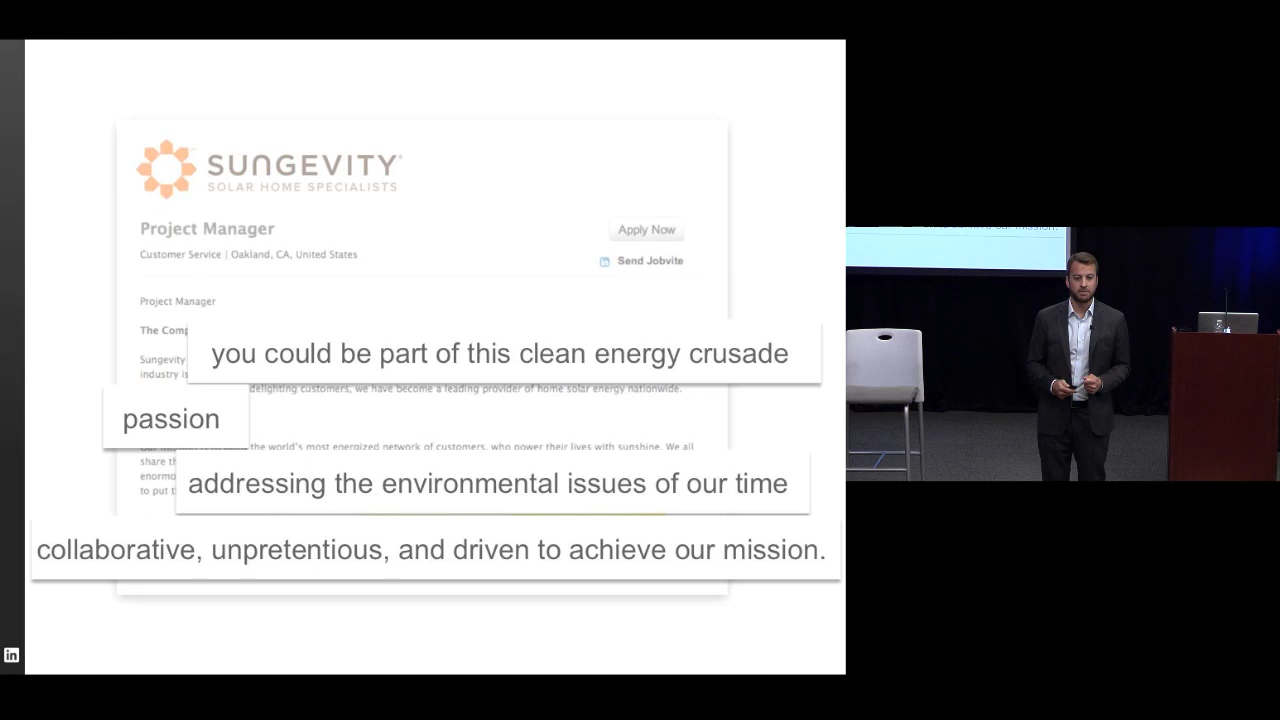 SUNGEVITY
SOLAR HOME SPECIALISTS
Project Manager
Apply Now
Customer Service | Oakland, CA, United States
in Send Jobvite
Project Manager
The Comp
you could be part of this clean energy crusade
Sungevity
industry is
delighting customers, we have become a leading provider of home solar energy nationwide.
passion
the world's most energized network of customers, who power their lives with sunshine. We all
share th
addressing the environmental issues of our time
enormo
to put t
collaborative, unpretentious, and driven to achieve our mission.
in
our mission.